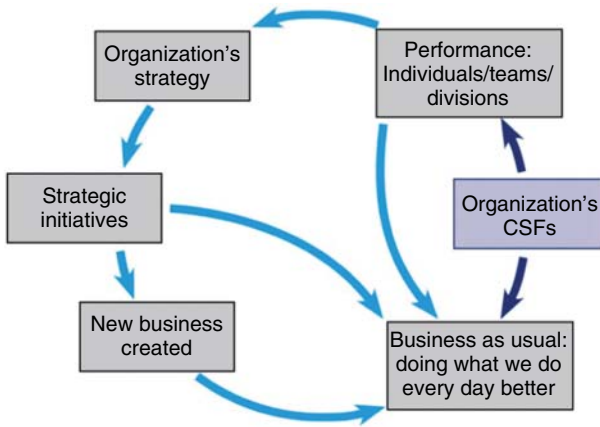 Organization’s
strategy
Performance:
Individuals/teams/
divisions
Strategic
initiatives
Organization’s
CSFs
New business
created
Business as usual:
doing what we do
every day better